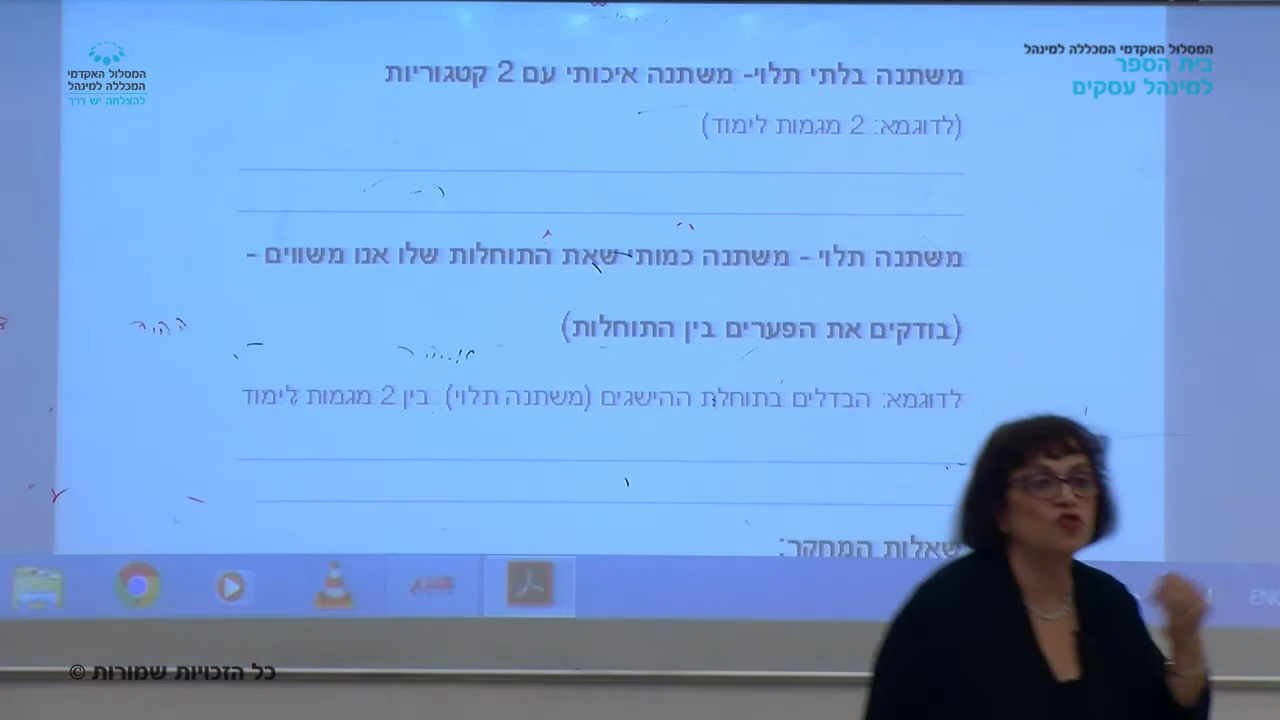 המסלול האקדמי המכללה למינהל
בית הספר
למינהל עסקים
המסלול האקדמי
המכללה למינהל
להצלחה יש דרך
משתנה בלתי תלוי- משתנה איכותי עם 2 קטגוריות
(לדוגמא: 2 מגמות לימוד)
משתנה תלוי - משתנה כמותי שאת התוחלות שלו אנו משווים -
(בודקים את הפערים בין התוחלות)
לדוגמא: הבדלים בתוחלת ההישגים (משתנה תלוי) בין 2 מגמות לימוד
שאלות המחקר:
כל הזכויות שמורות ©